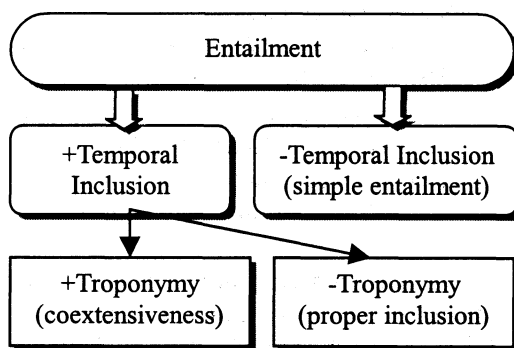 Entailment
+Temporal
Inclusion
-Temporal Inclusion
(simple entailment)
+Troponymy
(coextensiveness)
-Troponymy
(proper inclusion)